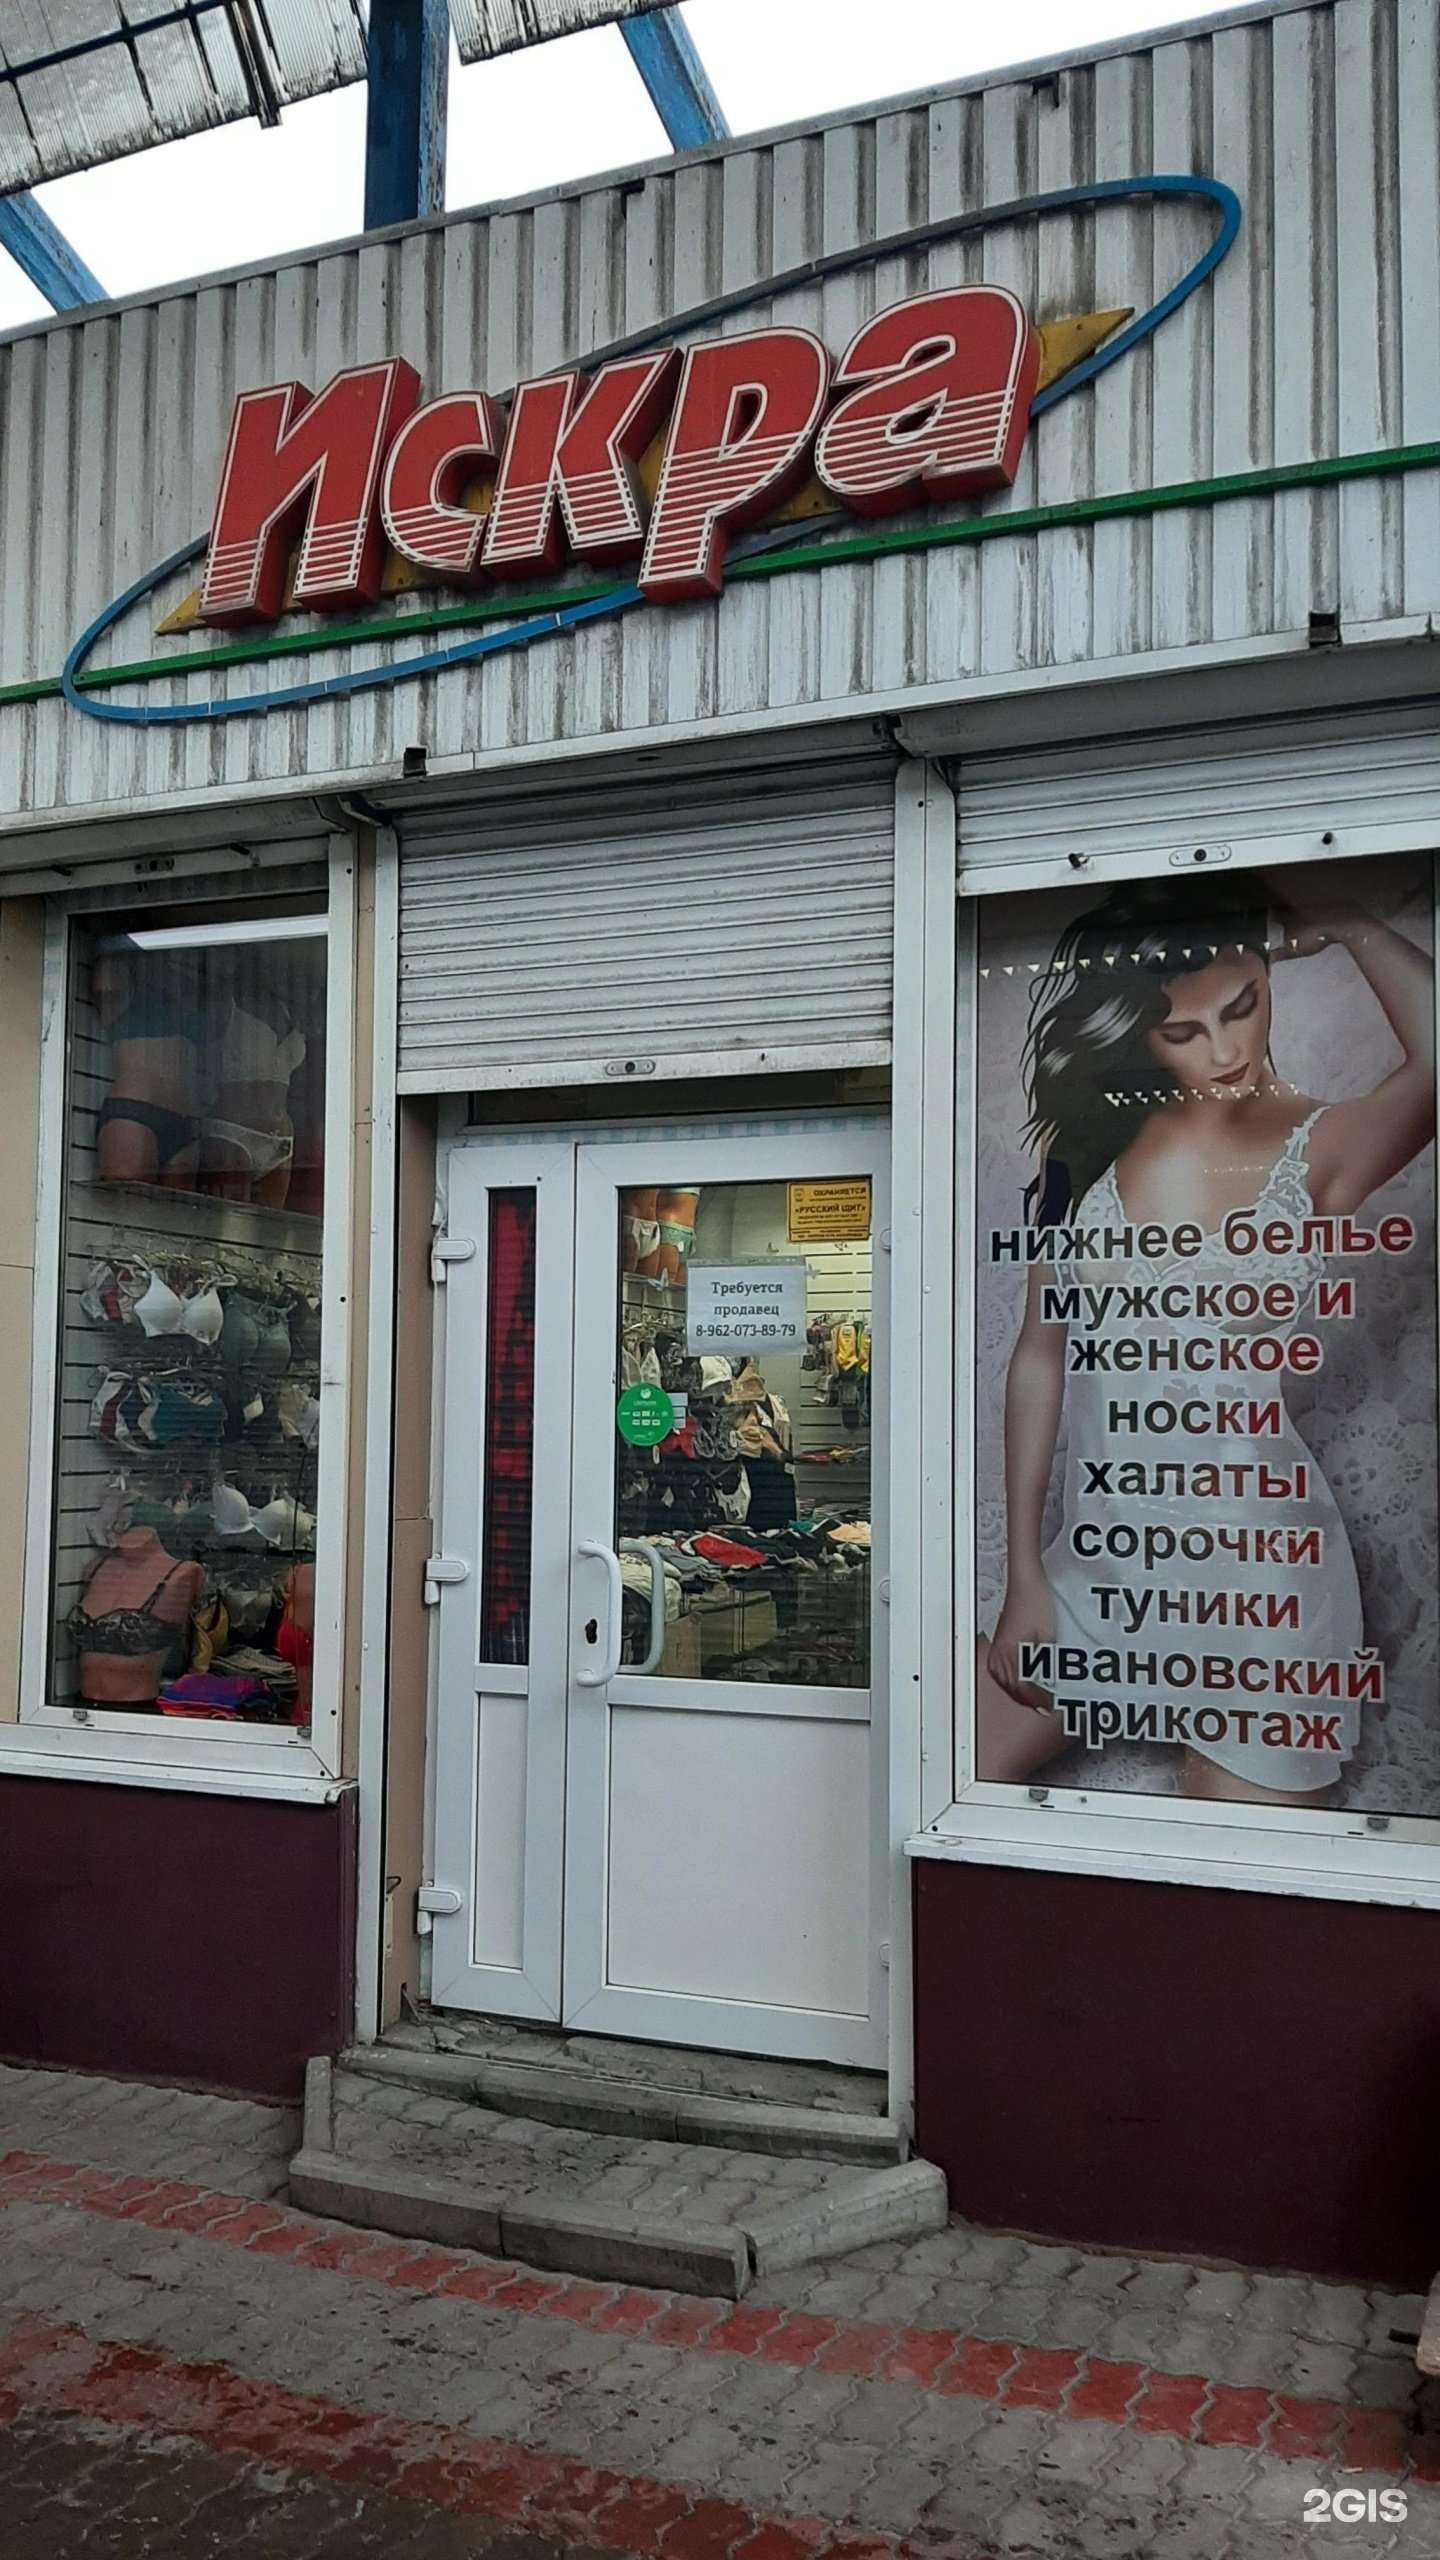 Искра
ОХРАНЯЕТСЯ
«РУССКИЙ ЩИТ»
Требуется
продавец
8-962-073-89-79
нижнее белье
мужское и
женское
носки
халаты
сорочки
туники
ивановский
трикотаж
2GIS